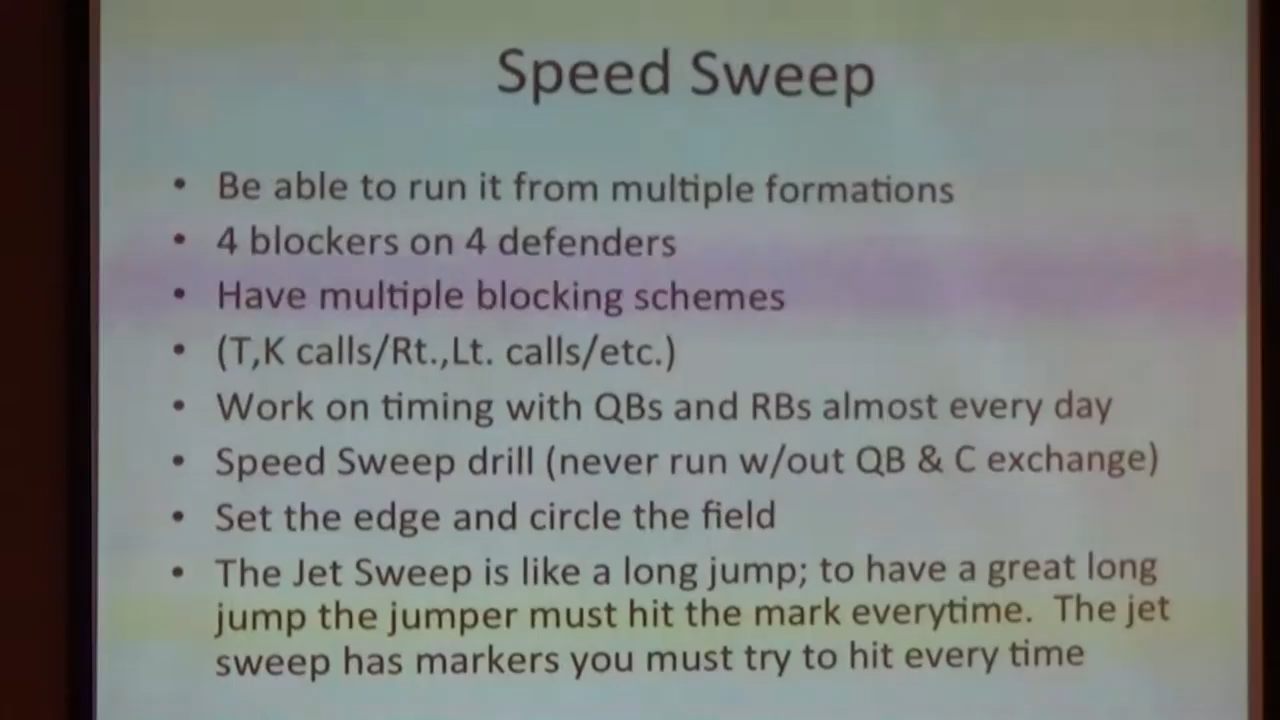 Speed Sweep
• Be able to run it from multiple formations
• 4 blockers on 4 defenders
• Have multiple blocking schemes
• (T,K calls/Rt.,Lt. calls/etc.)
• Work on timing with QBs and RBs almost every day
• Speed Sweep drill (never run w/out QB & C exchange)
• Set the edge and circle the field
• The Jet Sweep is like a long jump; to have a great long
jump the jumper must hit the mark everytime.  The jet
sweep has markers you must try to hit every time